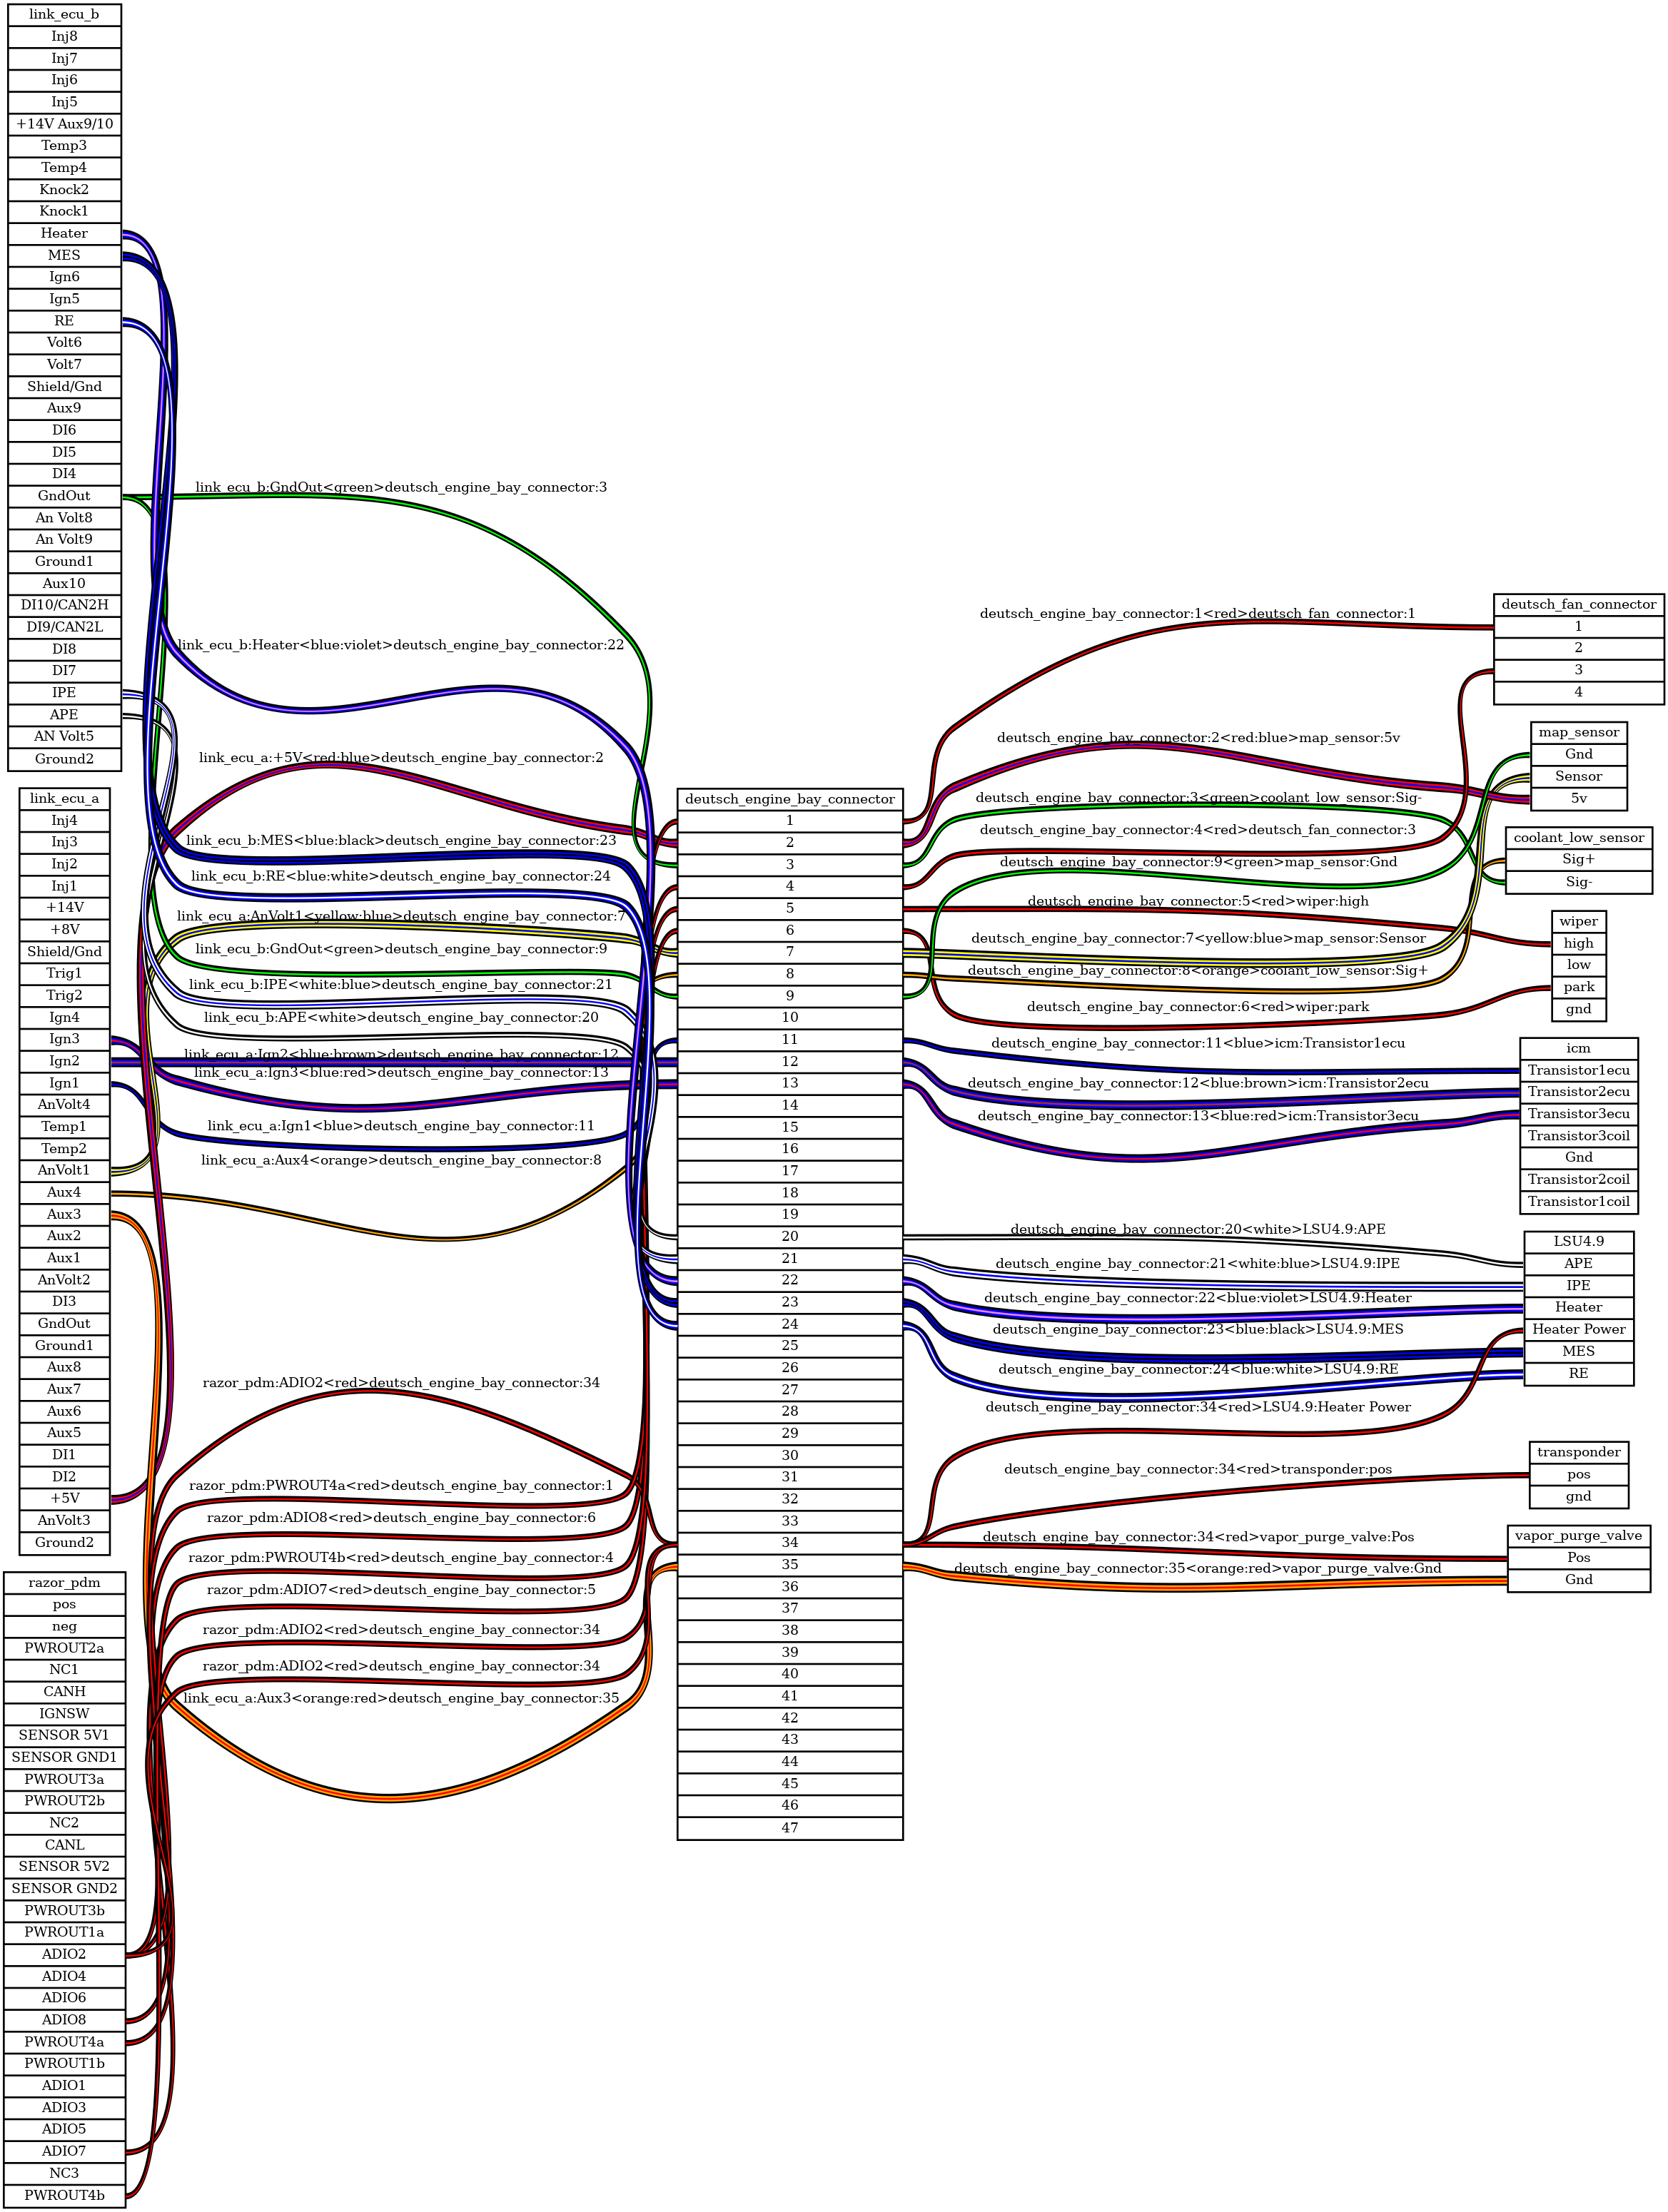 link_ecu_b
Inj8
Inj7
Inj6
Inj5
+14V Aux9/10
Temp3
Temp4
Knock2
Knock1
Heater
MES
Ign6
Ign5
RE
Volt6
Volt7
Shield/Gnd
Aux9
DI6
DI5
DI4
GndOut
An Volt8
An Volt9
Ground1
Aux10
DI10/CAN2H
DI9/CAN2L
DI8
DI7
IPE
APE
AN Volt5
Ground2
link_ecu_a
Inj4
Inj3
Inj2
Inj1
+14V
+8V
Shield/Gnd
Trig1
Trig2
Ign4
Ign3
Ign2
Ign1
AnVolt4
Temp1
Temp2
AnVolt1
Aux4
Aux3
Aux2
Aux1
AnVolt2
DI3
GndOut
Ground1
Aux8
Aux7
Aux6
Aux5
DI1
DI2
+5V
AnVolt3
Ground2
razor_pdm
pos
neg
PWROUT2a
NC1
CANH
IGNSW
SENSOR 5V1
SENSOR GND1
PWROUT3a
PWROUT2b
NC2
CANL
SENSOR 5V2
SENSOR GND2
PWROUT3b
PWROUT1a
ADIO2
ADIO4
ADIO6
ADIO8
PWROUT4a
PWROUT1b
ADIO1
ADIO3
ADIO5
ADIO7
NC3
PWROUT4b
link_ecu_b:GndOut<green>deutsch_engine_bay_connector:3
link_ecu_b:Heater<blue:violet>deutsch_engine_bay_connector:22
link_ecu_a:+5V<red:blue>deutsch_engine_bay_connector:2
link_ecu_b:MES<blue:black>deutsch_engine_bay_connector:23
link_ecu_b:RE<blue:white>deutsch_engine_bay_connector:24
link_ecu_a:AnVolt1<yellow:blue>deutsch_engine_bay_connector:7
link_ecu_b:GndOut<green>deutsch_engine_bay_connector:9
link_ecu_b:IPE<white:blue>deutsch_engine_bay_connector:21
link_ecu_b:APE<white>deutsch_engine_bay_connector:20
link_ecu_a:Ign2<blue:brown>deutsch_engine_bay_connector:12
link_ecu_a:Ign3<blue:red>deutsch_engine_bay_connector:13
link_ecu_a:Ign1<blue>deutsch_engine_bay_connector:11
link_ecu_a:Aux4<orange>deutsch_engine_bay_connector:8
razor_pdm:ADIO2<red>deutsch_engine_bay_connector:34
razor_pdm:PWROUT4a<red>deutsch_engine_bay_connector:1
razor_pdm:ADIO8<red>deutsch_engine_bay_connector:6
razor_pdm:PWROUT4b<red>deutsch_engine_bay_connector:4
razor_pdm:ADIO7<red>deutsch_engine_bay_connector:5
razor_pdm:ADIO2<red>deutsch_engine_bay_connector:34
razor_pdm:ADIO2<red>deutsch_engine_bay_connector:34
link_ecu_a:Aux3<orange:red>deutsch_engine_bay_connector:35
deutsch_engine_bay_connector
1
2
3
4
5
6
7
8
9
10
11
12
13
14
15
16
17
18
19
20
21
22
23
24
25
26
27
28
29
30
31
32
33
34
35
36
37
38
39
40
41
42
43
44
45
46
47
deutsch_engine_bay_connector:1<red>deutsch_fan_connector:1
deutsch_engine_bay_connector:2<red:blue>map_sensor:5v
deutsch_engine_bay_connector:3<green>coolant_low_sensor:Sig-
deutsch_engine_bay_connector:4<red>deutsch_fan_connector:3
deutsch_engine_bay_connector:9<green>map_sensor:Gnd
deutsch_engine_bay_connector:5<red>wiper:high
deutsch_engine_bay_connector:7<yellow:blue>map_sensor:Sensor
deutsch_engine_bay_connector:8<orange>coolant_low_sensor:Sig+
deutsch_engine_bay_connector:6<red>wiper:park
deutsch_engine_bay_connector:11<blue>icm:Transistor1ecu
deutsch_engine_bay_connector:12<blue:brown>icm:Transistor2ecu
deutsch_engine_bay_connector:13<blue:red>icm:Transistor3ecu
deutsch_engine_bay_connector:20<white>LSU4.9:APE
deutsch_engine_bay_connector:21<white:blue>LSU4.9:IPE
deutsch_engine_bay_connector:22<blue:violet>LSU4.9:Heater
deutsch_engine_bay_connector:23<blue:black>LSU4.9:MES
deutsch_engine_bay_connector:24<blue:white>LSU4.9:RE
deutsch_engine_bay_connector:34<red>LSU4.9:Heater Power
deutsch_engine_bay_connector:34<red>transponder:pos
deutsch_engine_bay_connector:34<red>vapor_purge_valve:Pos
deutsch_engine_bay_connector:35<orange:red>vapor_purge_valve:Gnd
deutsch_fan_connector
1
2
3
4
map_sensor
Gnd
Sensor
5v
coolant_low_sensor
Sig+
Sig-
wiper
high
low
park
gnd
icm
Transistor1ecu
Transistor2ecu
Transistor3ecu
Transistor3coil
Gnd
Transistor2coil
Transistor1coil
LSU4.9
APE
IPE
Heater
Heater Power
MES
RE
transponder
pos
gnd
vapor_purge_valve
Pos
Gnd